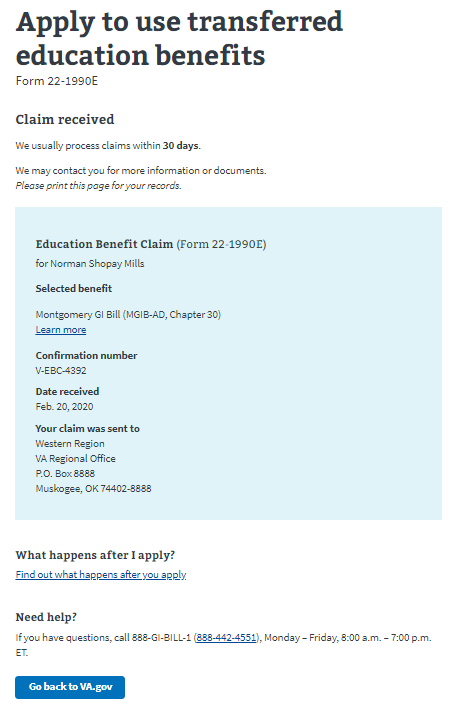 Apply to use transferred
education benefits
Form 22-1990E
Claim received
We usually process claims within 30 days.
We may contact you for more information or documents.
Please print this page for your records.
Education Benefit Claim (Form 22-1990E)
for Norman Shopay Mills
Selected benefit
Montgomery GI Bill (MGIB-AD, Chapter 30)
Learn more
Confirmation number
V-EBC-4392
Date received
Feb. 20, 2020
Your claim was sent to
Western Region
VA Regional Office
P.O. Box 8888
Muskogee, OK 74402-8888
What happens after I apply?
Find out what happens after you apply
Need help?
If you have questions, call 888-GI-BILL-1 (888-442-4551), Monday – Friday, 8:00 a.m. – 7:00 p.m.
ET.
Go back to VA.gov